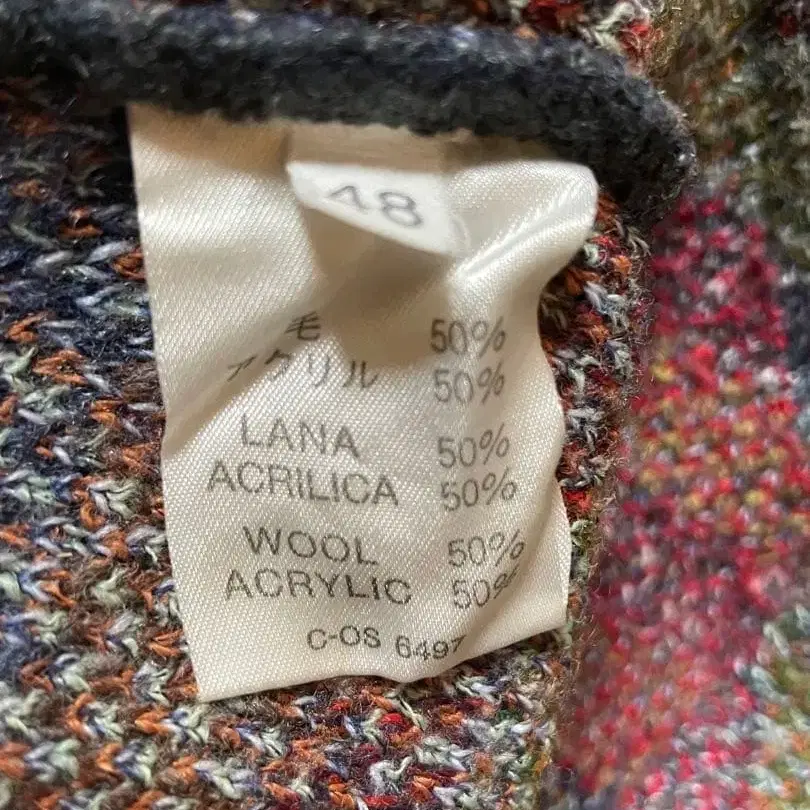 48
毛 50%
アクリル 50%
LANA 50%
ACRILICA 50%
WOOL 50%
ACRYLIC 50%
C-OS 6497